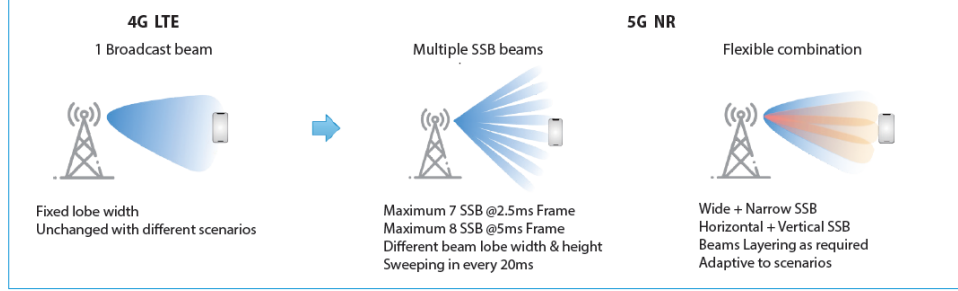 4G LTE
5G NR
1 Broadcast beam
Multiple SSB beams
Flexible combination
Fixed lobe width
Unchanged with different scenarios
Maximum 7 SSB @2.5ms Frame
Maximum 8 SSB @5ms Frame
Different beam lobe width & height
Sweeping in every 20ms
Wide + Narrow SSB
Horizontal + Vertical SSB
Beams Layering as required
Adaptive to scenarios